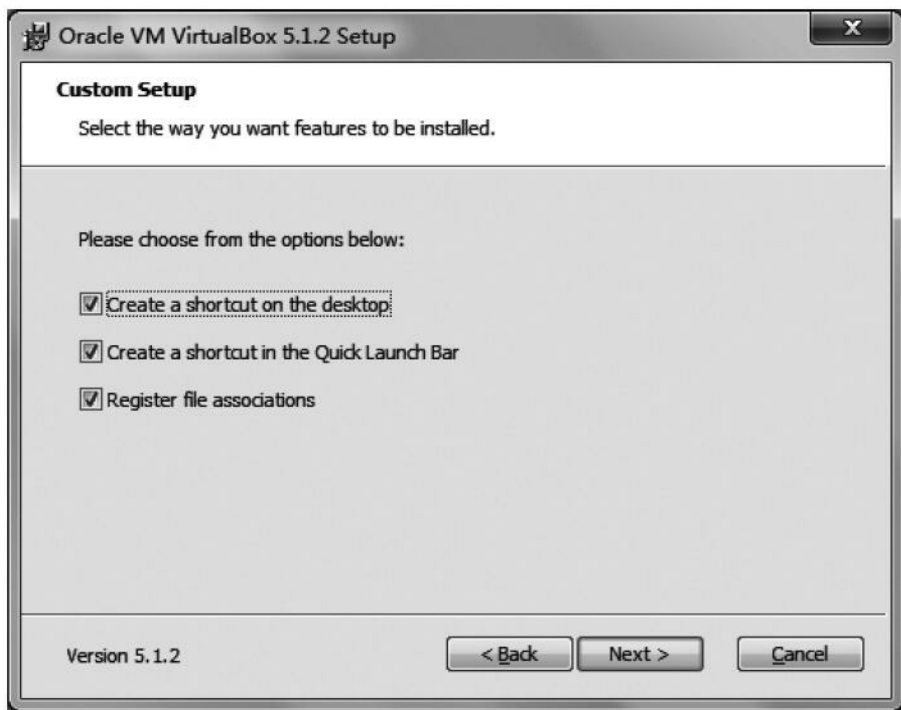 Oracle VM VirtualBox 5.1.2 Setup
Custom Setup
Select the way you want features to be installed.
Please choose from the options below:
Create a shortcut on the desktop
Create a shortcut in the Quick Launch Bar
Register file associations
Version 5.1.2
< Back
Next >
Cancel